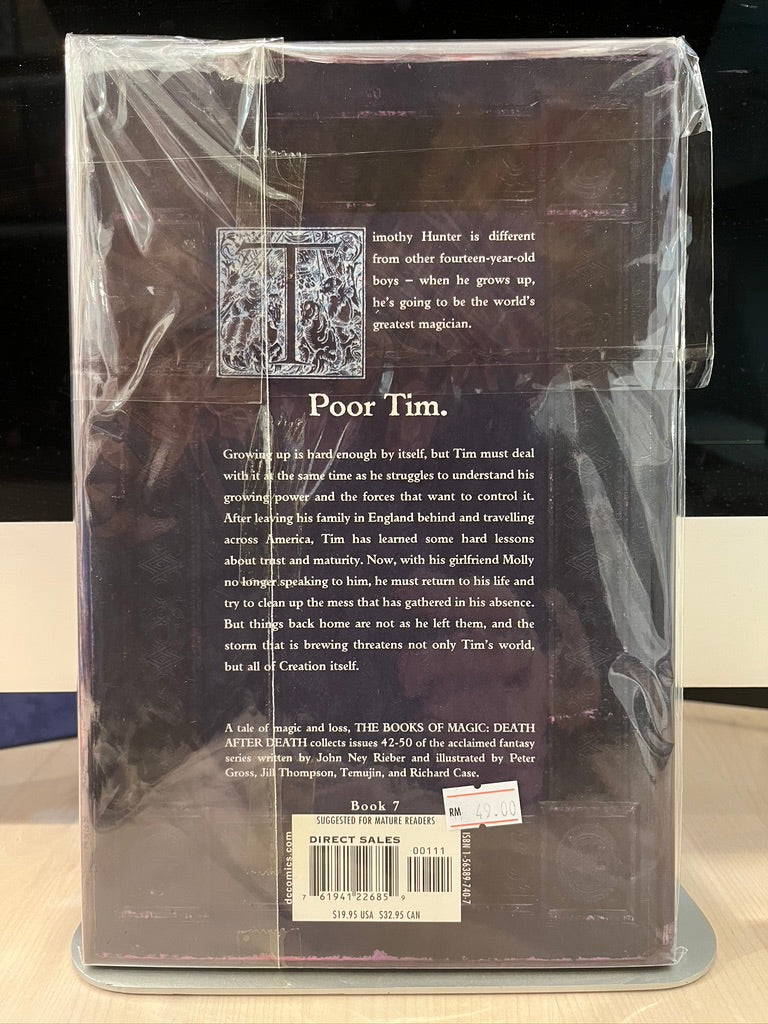 Timothy Hunter is different
from other fourteen-year-old
boys – when he grows up,
he's going to be the world's
greatest magician.
Poor Tim.
Growing up is hard enough by itself, but Tim must deal
with it at the same time as he struggles to understand his
growing power and the forces that want to control it.
After leaving his family in England behind and travelling
across America, Tim has learned some hard lessons
about trust and maturity. Now, with his girlfriend Molly
no longer speaking to him, he must return to his life and
try to clean up the mess that has gathered in his absence.
But things back home are not as he left them, and the
storm that is brewing threatens not only Tim's world,
but all of Creation itself.
A tale of magic and loss, THE BOOKS OF MAGIC: DEATH
AFTER DEATH collects issues 42-50 of the acclaimed fantasy
series written by John Ney Rieber and illustrated by Peter
Gross, Jill Thompson, Temujin, and Richard Case.
Book 7
RM 49.00
SUGGESTED FOR MATURE READERS
DIRECT SALES
00111
7 61941 22685 9
$19.95 USA $32.95 CAN
dccomics.com
ISBN 1-56389-740-7